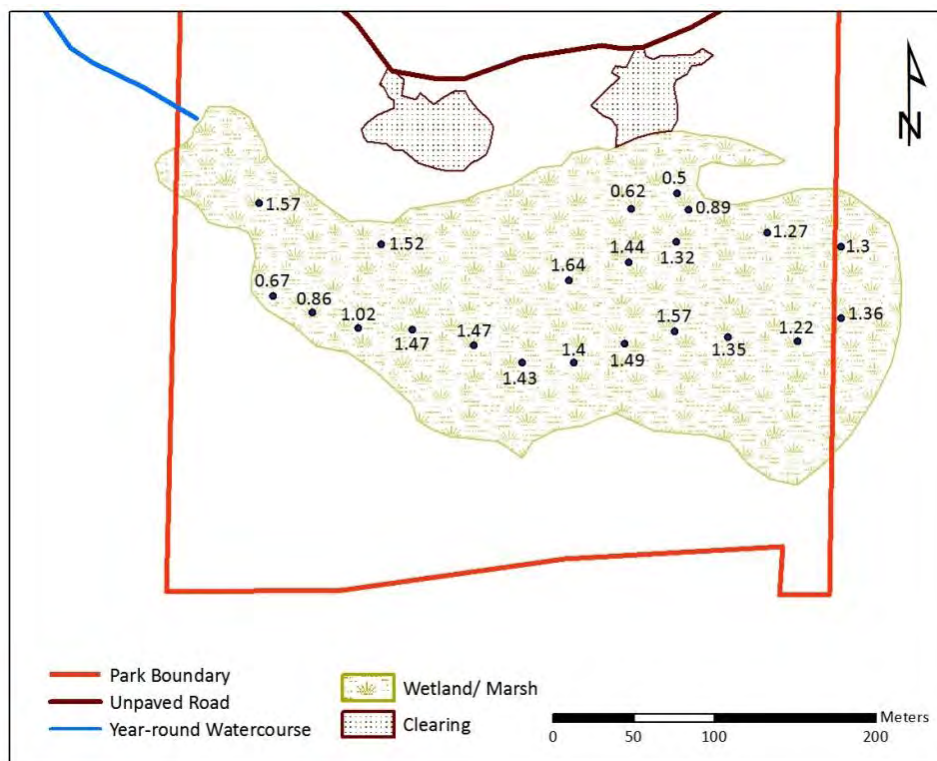 N
0.5
0.62
0.89
1.57
1.27
1.52
1.32
1.3
1.44
1.64
0.67
0.86
1.02
1.57
1.36
1.47
1.47
1.22
1.35
1.4
1.49
1.43
Park Boundary
Unpaved Road
Year-round Watercourse
Wetland/ Marsh
Clearing
Meters
0 50 100 200